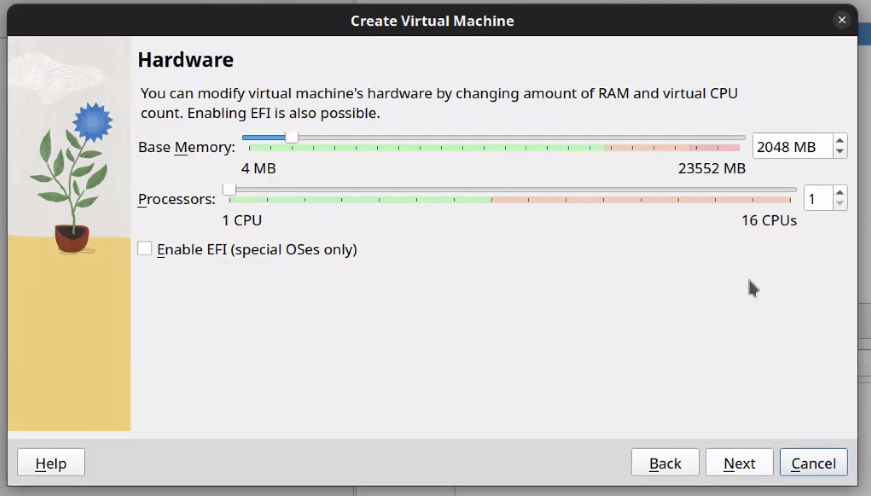 Create Virtual Machine
Hardware
You can modify virtual machine's hardware by changing amount of RAM and virtual CPU
count. Enabling EFI is also possible.
Base Memory: 2048 MB
4 MB 23552 MB
Processors: 1
1 CPU 16 CPUs
Enable EFI (special OSes only)
Help Back Next Cancel